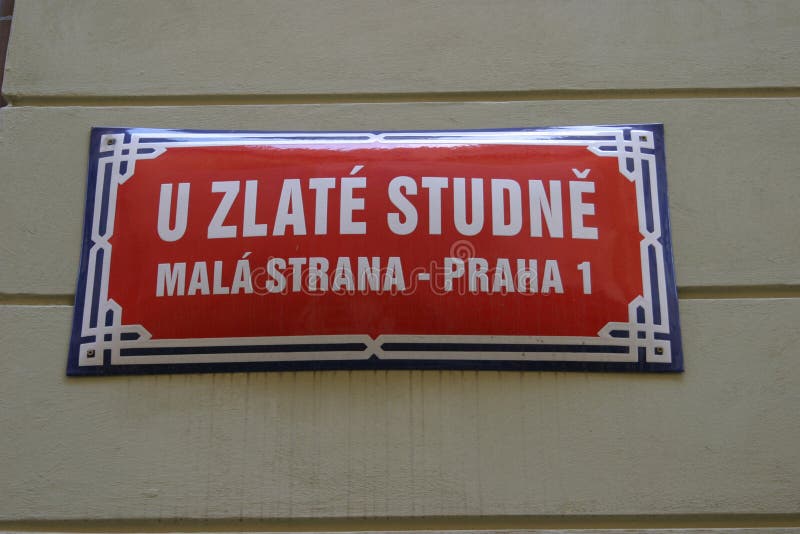 U ZLATÉ STUDNĚ
MALÁ STRANA - PRAHA 1